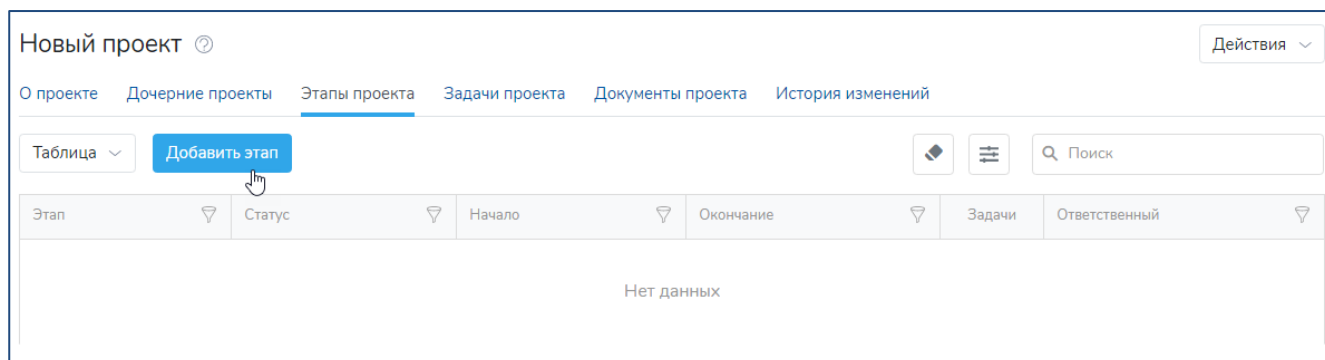 Новый проект
Действия
О проекте Дочерние проекты Этапы проекта Задачи проекта Документы проекта История изменений
Таблица Добавить этап Поиск
Этап Статус Начало Окончание Задачи Ответственный
Нет данных